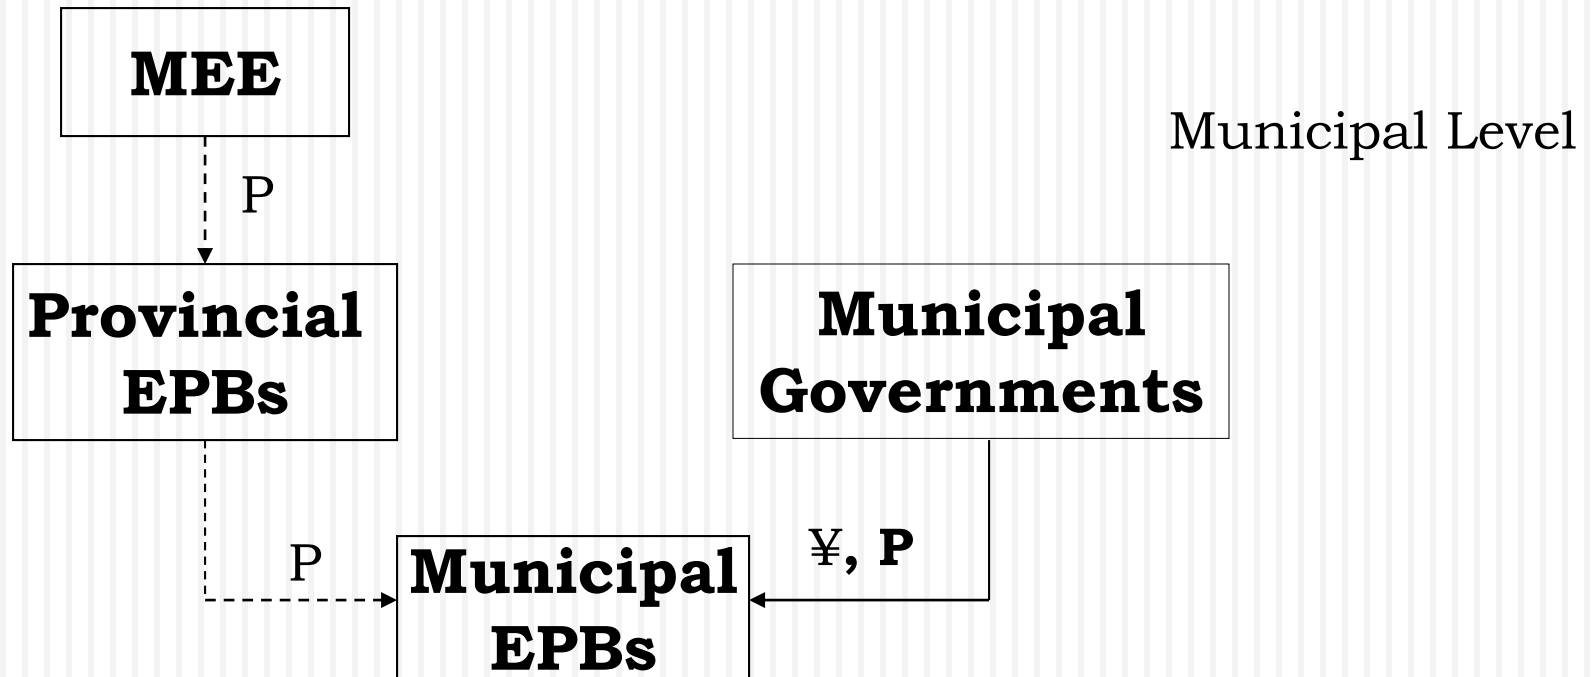 MEE
Municipal Level
P
Provincial
EPBs
Municipal
Governments
P
¥, P
Municipal
EPBs